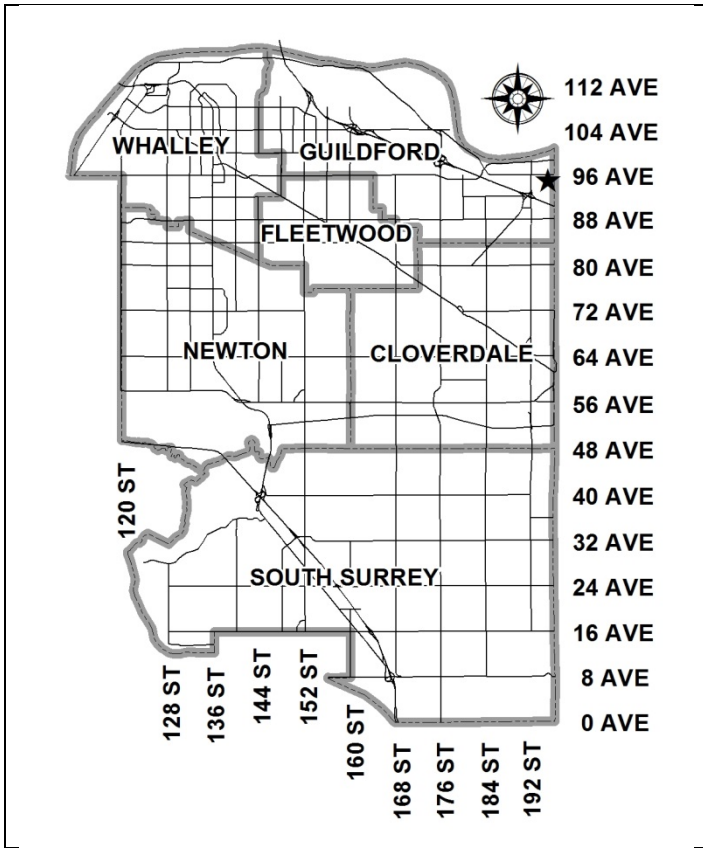 112 AVE
104 AVE
WHALLEY
GUILDFORD
96 AVE
88 AVE
FLEETWOOD
80 AVE
72 AVE
NEWTON
CLOVERDALE
64 AVE
56 AVE
48 AVE
120 ST
40 AVE
32 AVE
SOUTH SURREY
24 AVE
16 AVE
128 ST
136 ST
144 ST
152 ST
160 ST
8 AVE
0 AVE
168 ST
176 ST
184 ST
192 ST